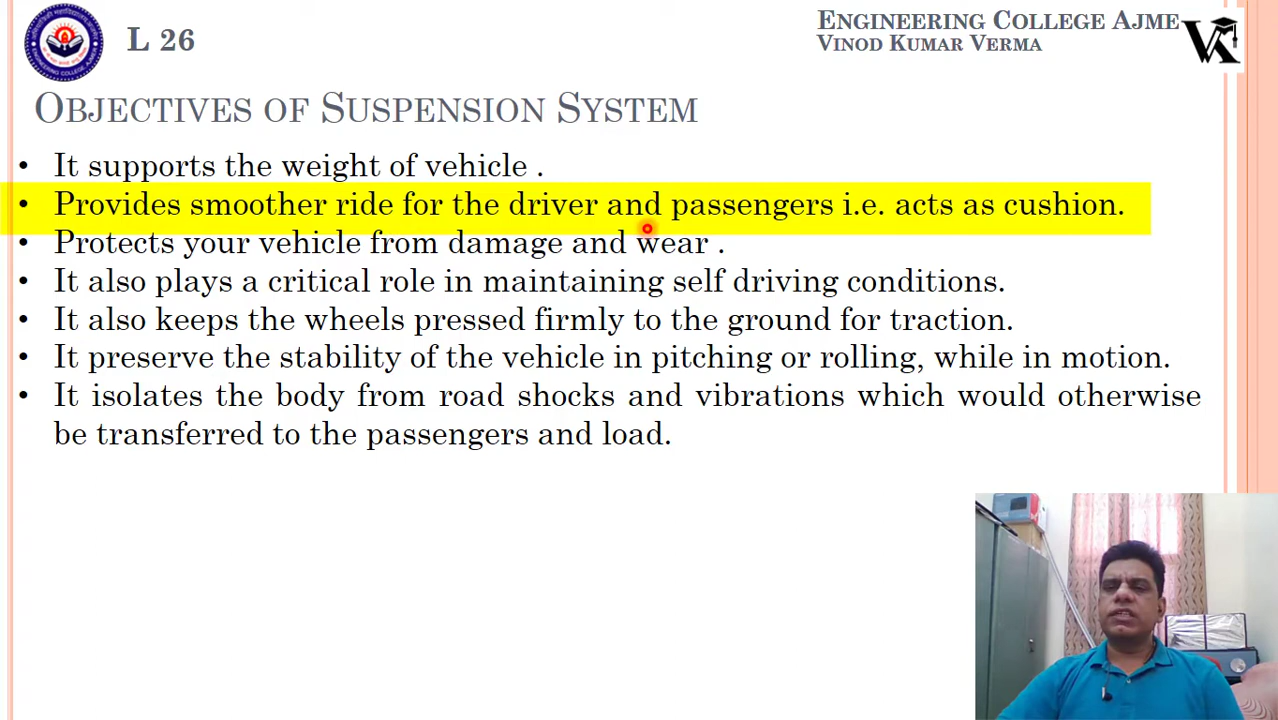 L 26
ENGINEERING COLLEGE AJME
VINOD KUMAR VERMA
OBJECTIVES OF SUSPENSION SYSTEM
• It supports the weight of vehicle .
• Provides smoother ride for the driver and passengers i.e. acts as cushion.
• Protects your vehicle from damage and wear .
• It also plays a critical role in maintaining self driving conditions.
• It also keeps the wheels pressed firmly to the ground for traction.
• It preserve the stability of the vehicle in pitching or rolling, while in motion.
• It isolates the body from road shocks and vibrations which would otherwise
be transferred to the passengers and load.